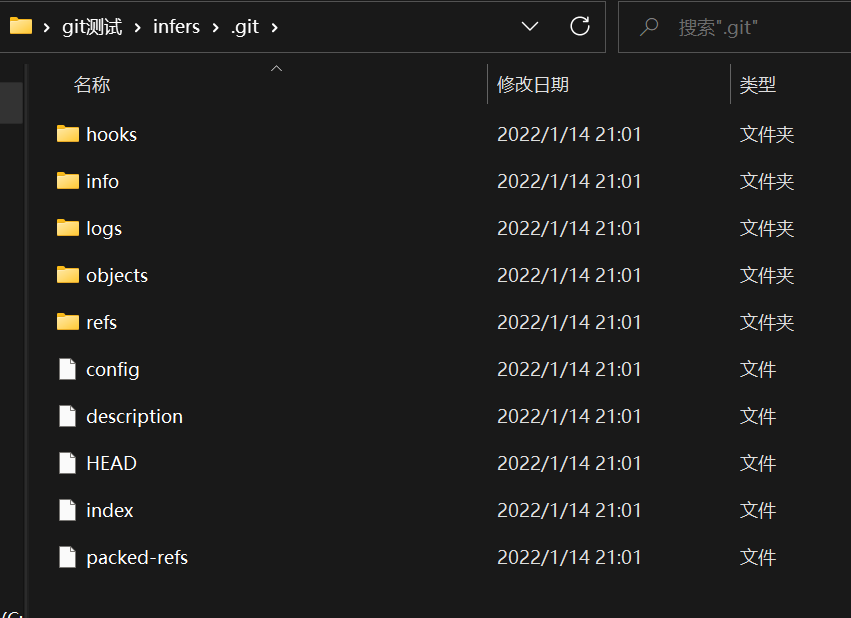 git测试 infers .git 搜索".git"
名称 修改日期 类型
hooks 2022/1/14 21:01 文件夹
info 2022/1/14 21:01 文件夹
logs 2022/1/14 21:01 文件夹
objects 2022/1/14 21:01 文件夹
refs 2022/1/14 21:01 文件夹
config 2022/1/14 21:01 文件
description 2022/1/14 21:01 文件
HEAD 2022/1/14 21:01 文件
index 2022/1/14 21:01 文件
packed-refs 2022/1/14 21:01 文件